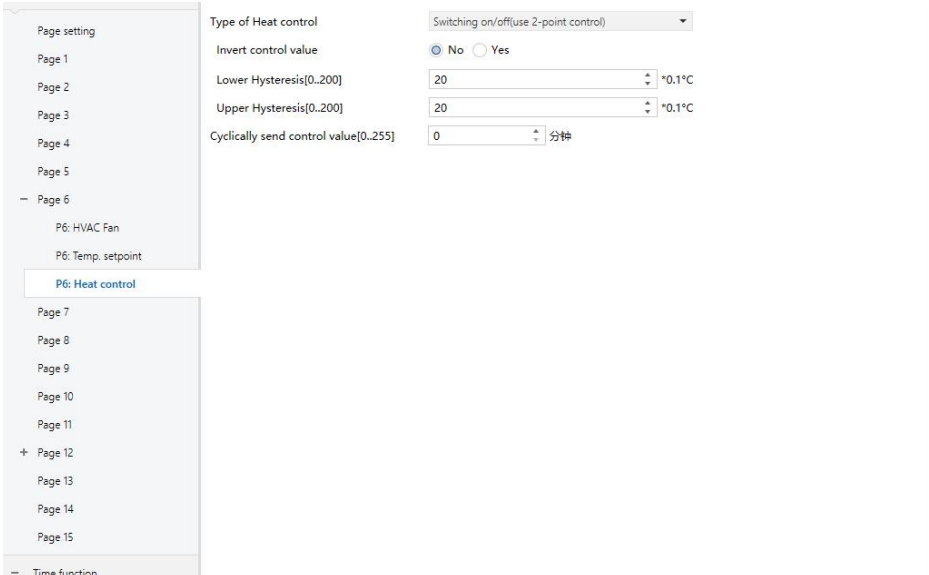 Page setting
Page 1
Page 2
Page 3
Page 4
Page 5
− Page 6
P6: HVAC Fan
P6: Temp. setpoint
P6: Heat control
Page 7
Page 8
Page 9
Page 10
Page 11
+ Page 12
Page 13
Page 14
Page 15
− Time function
Type of Heat control Switching on/off(use 2-point control)
Invert control value No Yes
Lower Hysteresis[0..200] 20 *0.1°C
Upper Hysteresis[0..200] 20 *0.1°C
Cyclically send control value[0..255] 0 分钟